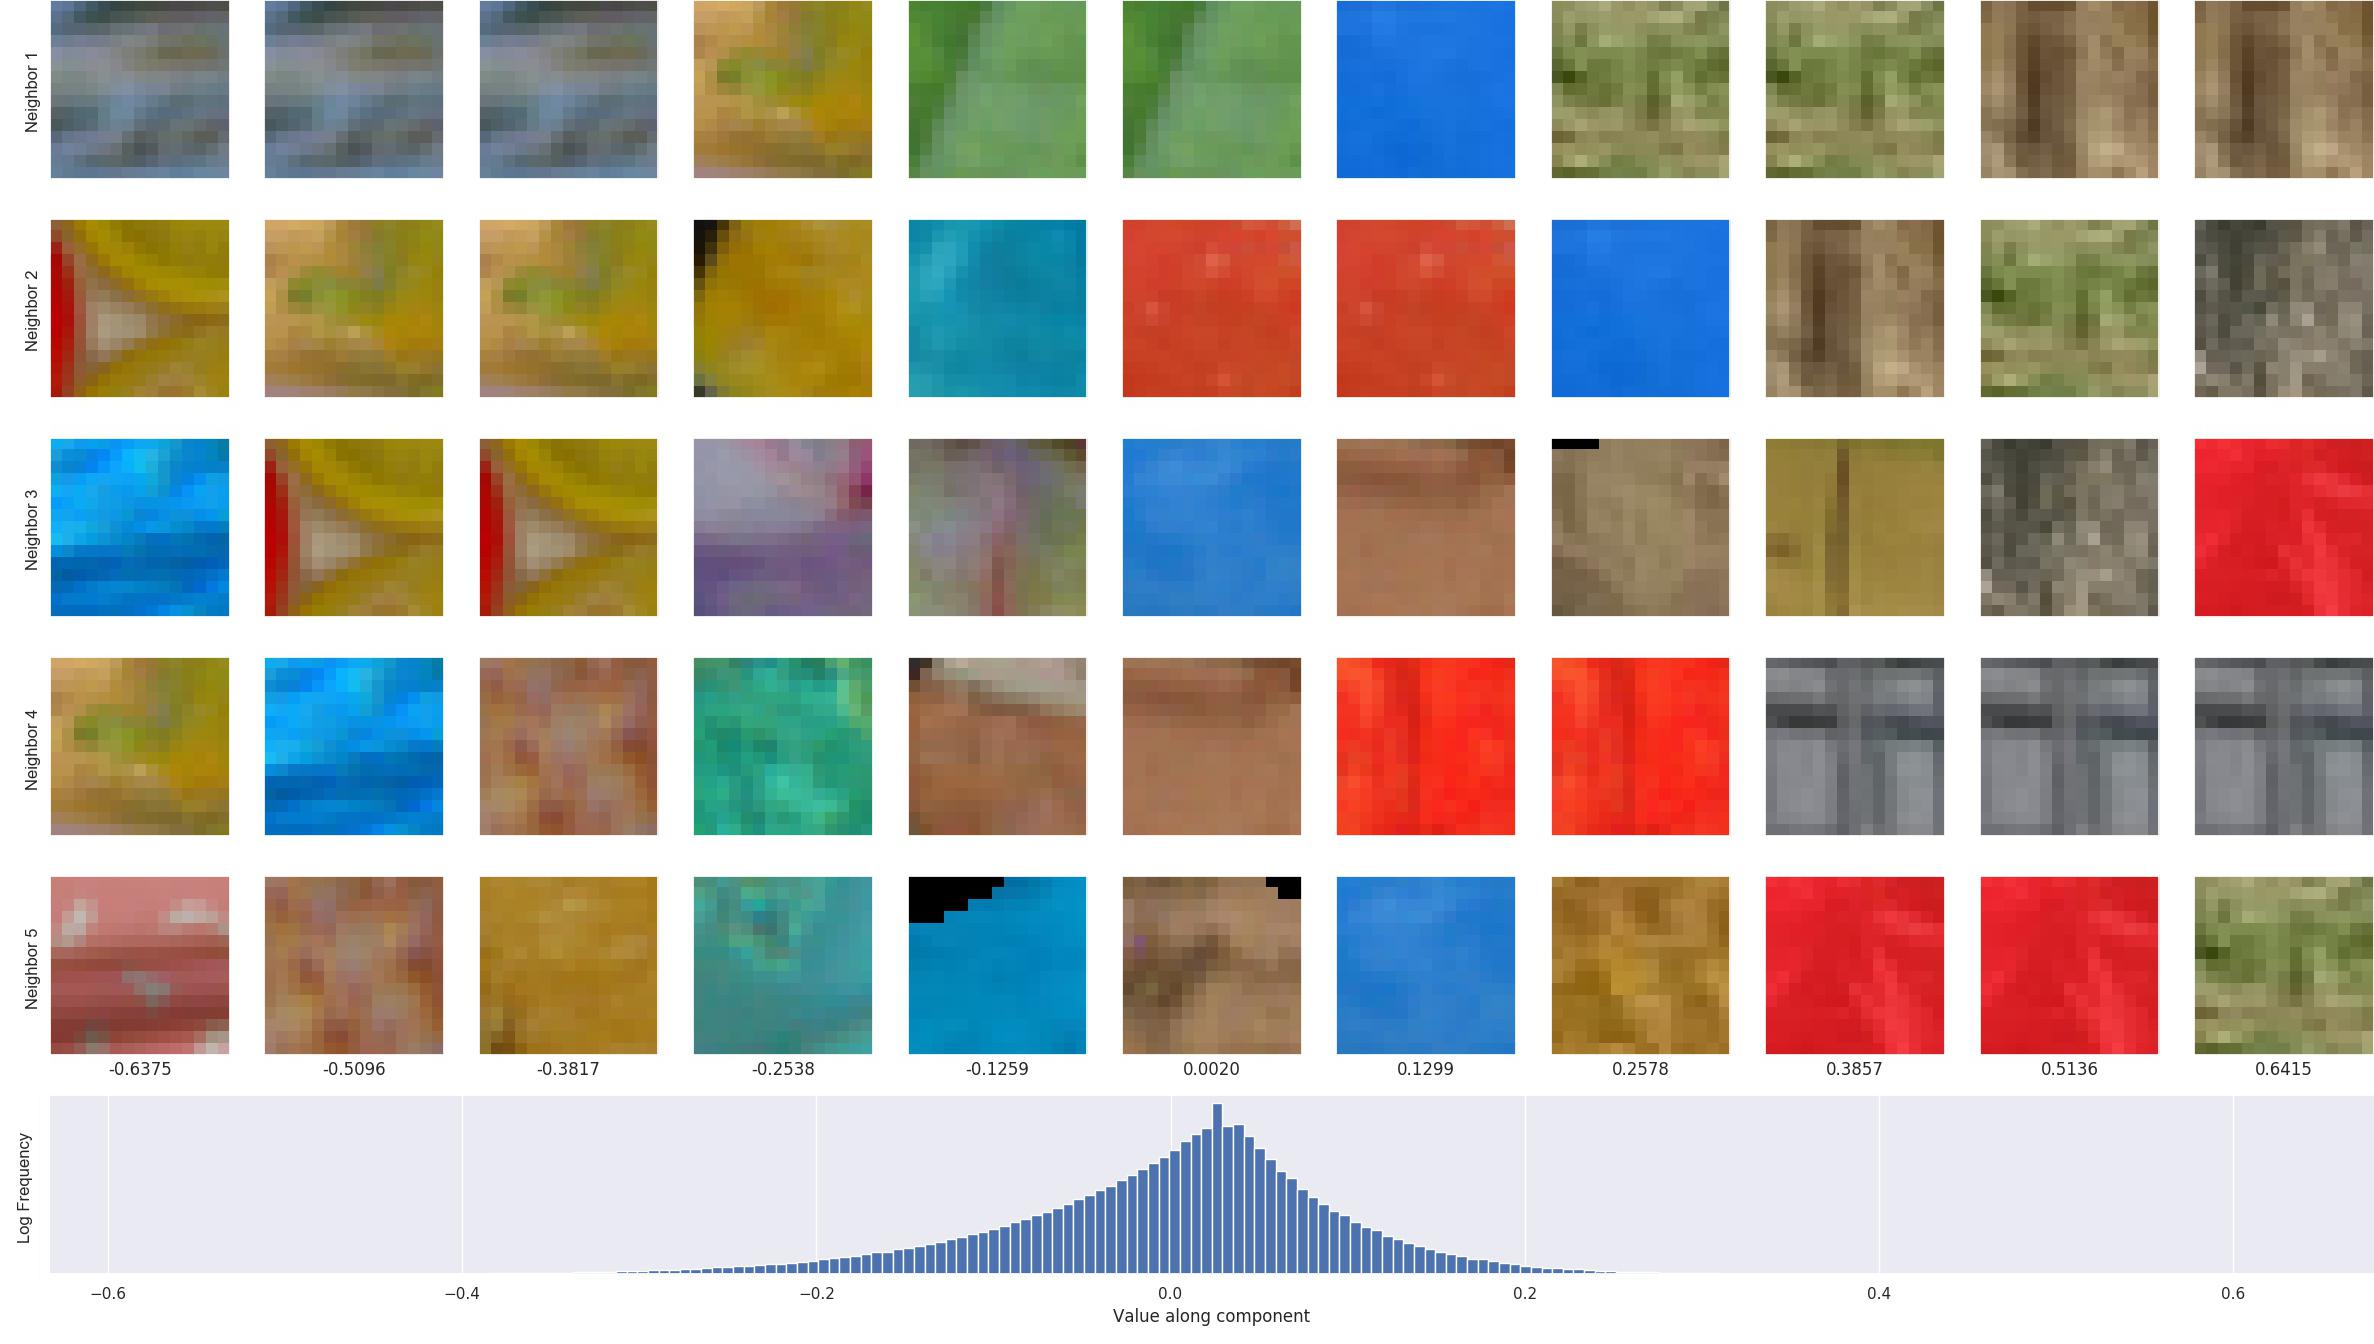 Neighbor 1
Neighbor 2
Neighbor 3
Neighbor 4
Neighbor 5
-0.6375 -0.5096 -0.3817 -0.2538 -0.1259 0.0020 0.1299 0.2578 0.3857 0.5136 0.6415
Log Frequency
−0.6 −0.4 −0.2 0.0 0.2 0.4 0.6
Value along component